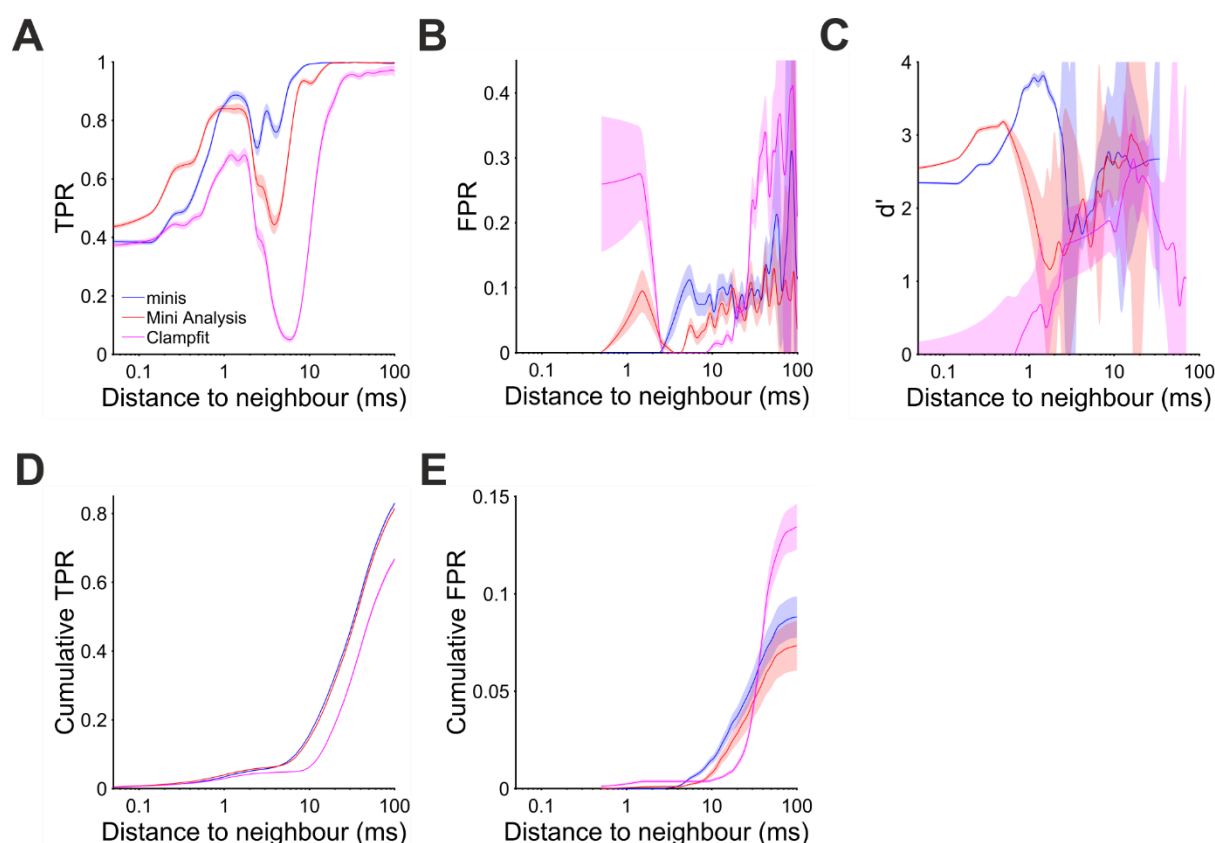 A
TPR
1
0.8
0.6
0.4
0.2
0
minis
Mini Analysis
Clampfit
0.1 1 10 100
Distance to neighbour (ms)
B
FPR
0.4
0.3
0.2
0.1
0
0.1 1 10 100
Distance to neighbour (ms)
C
d'
4
3
2
1
0
0.1 1 10 100
Distance to neighbour (ms)
D
Cumulative TPR
0.8
0.6
0.4
0.2
0
0.1 1 10 100
Distance to neighbour (ms)
E
Cumulative FPR
0.15
0.1
0.05
0
0.1 1 10 100
Distance to neighbour (ms)